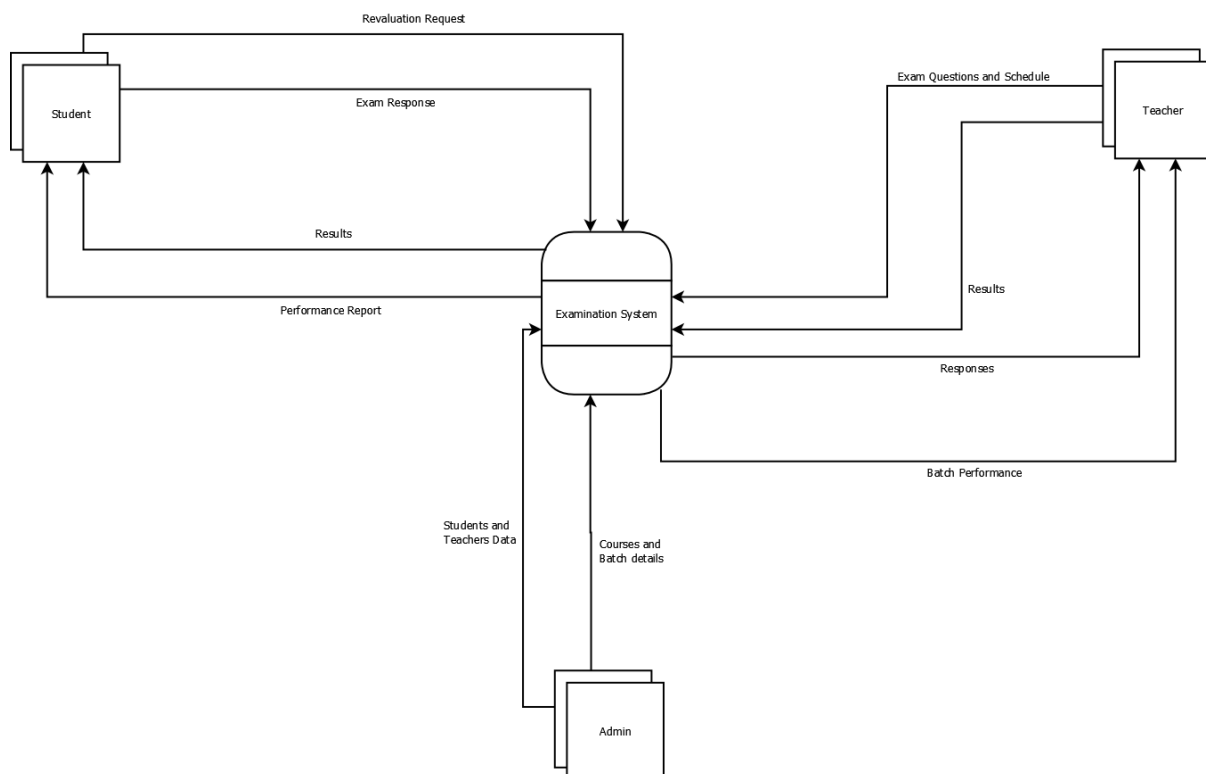 Revaluation Request
Exam Questions and Schedule
Exam Response
Student
Teacher
Results
Results
Performance Report
Examination System
Responses
Batch Performance
Students and
Teachers Data
Courses and
Batch details
Admin